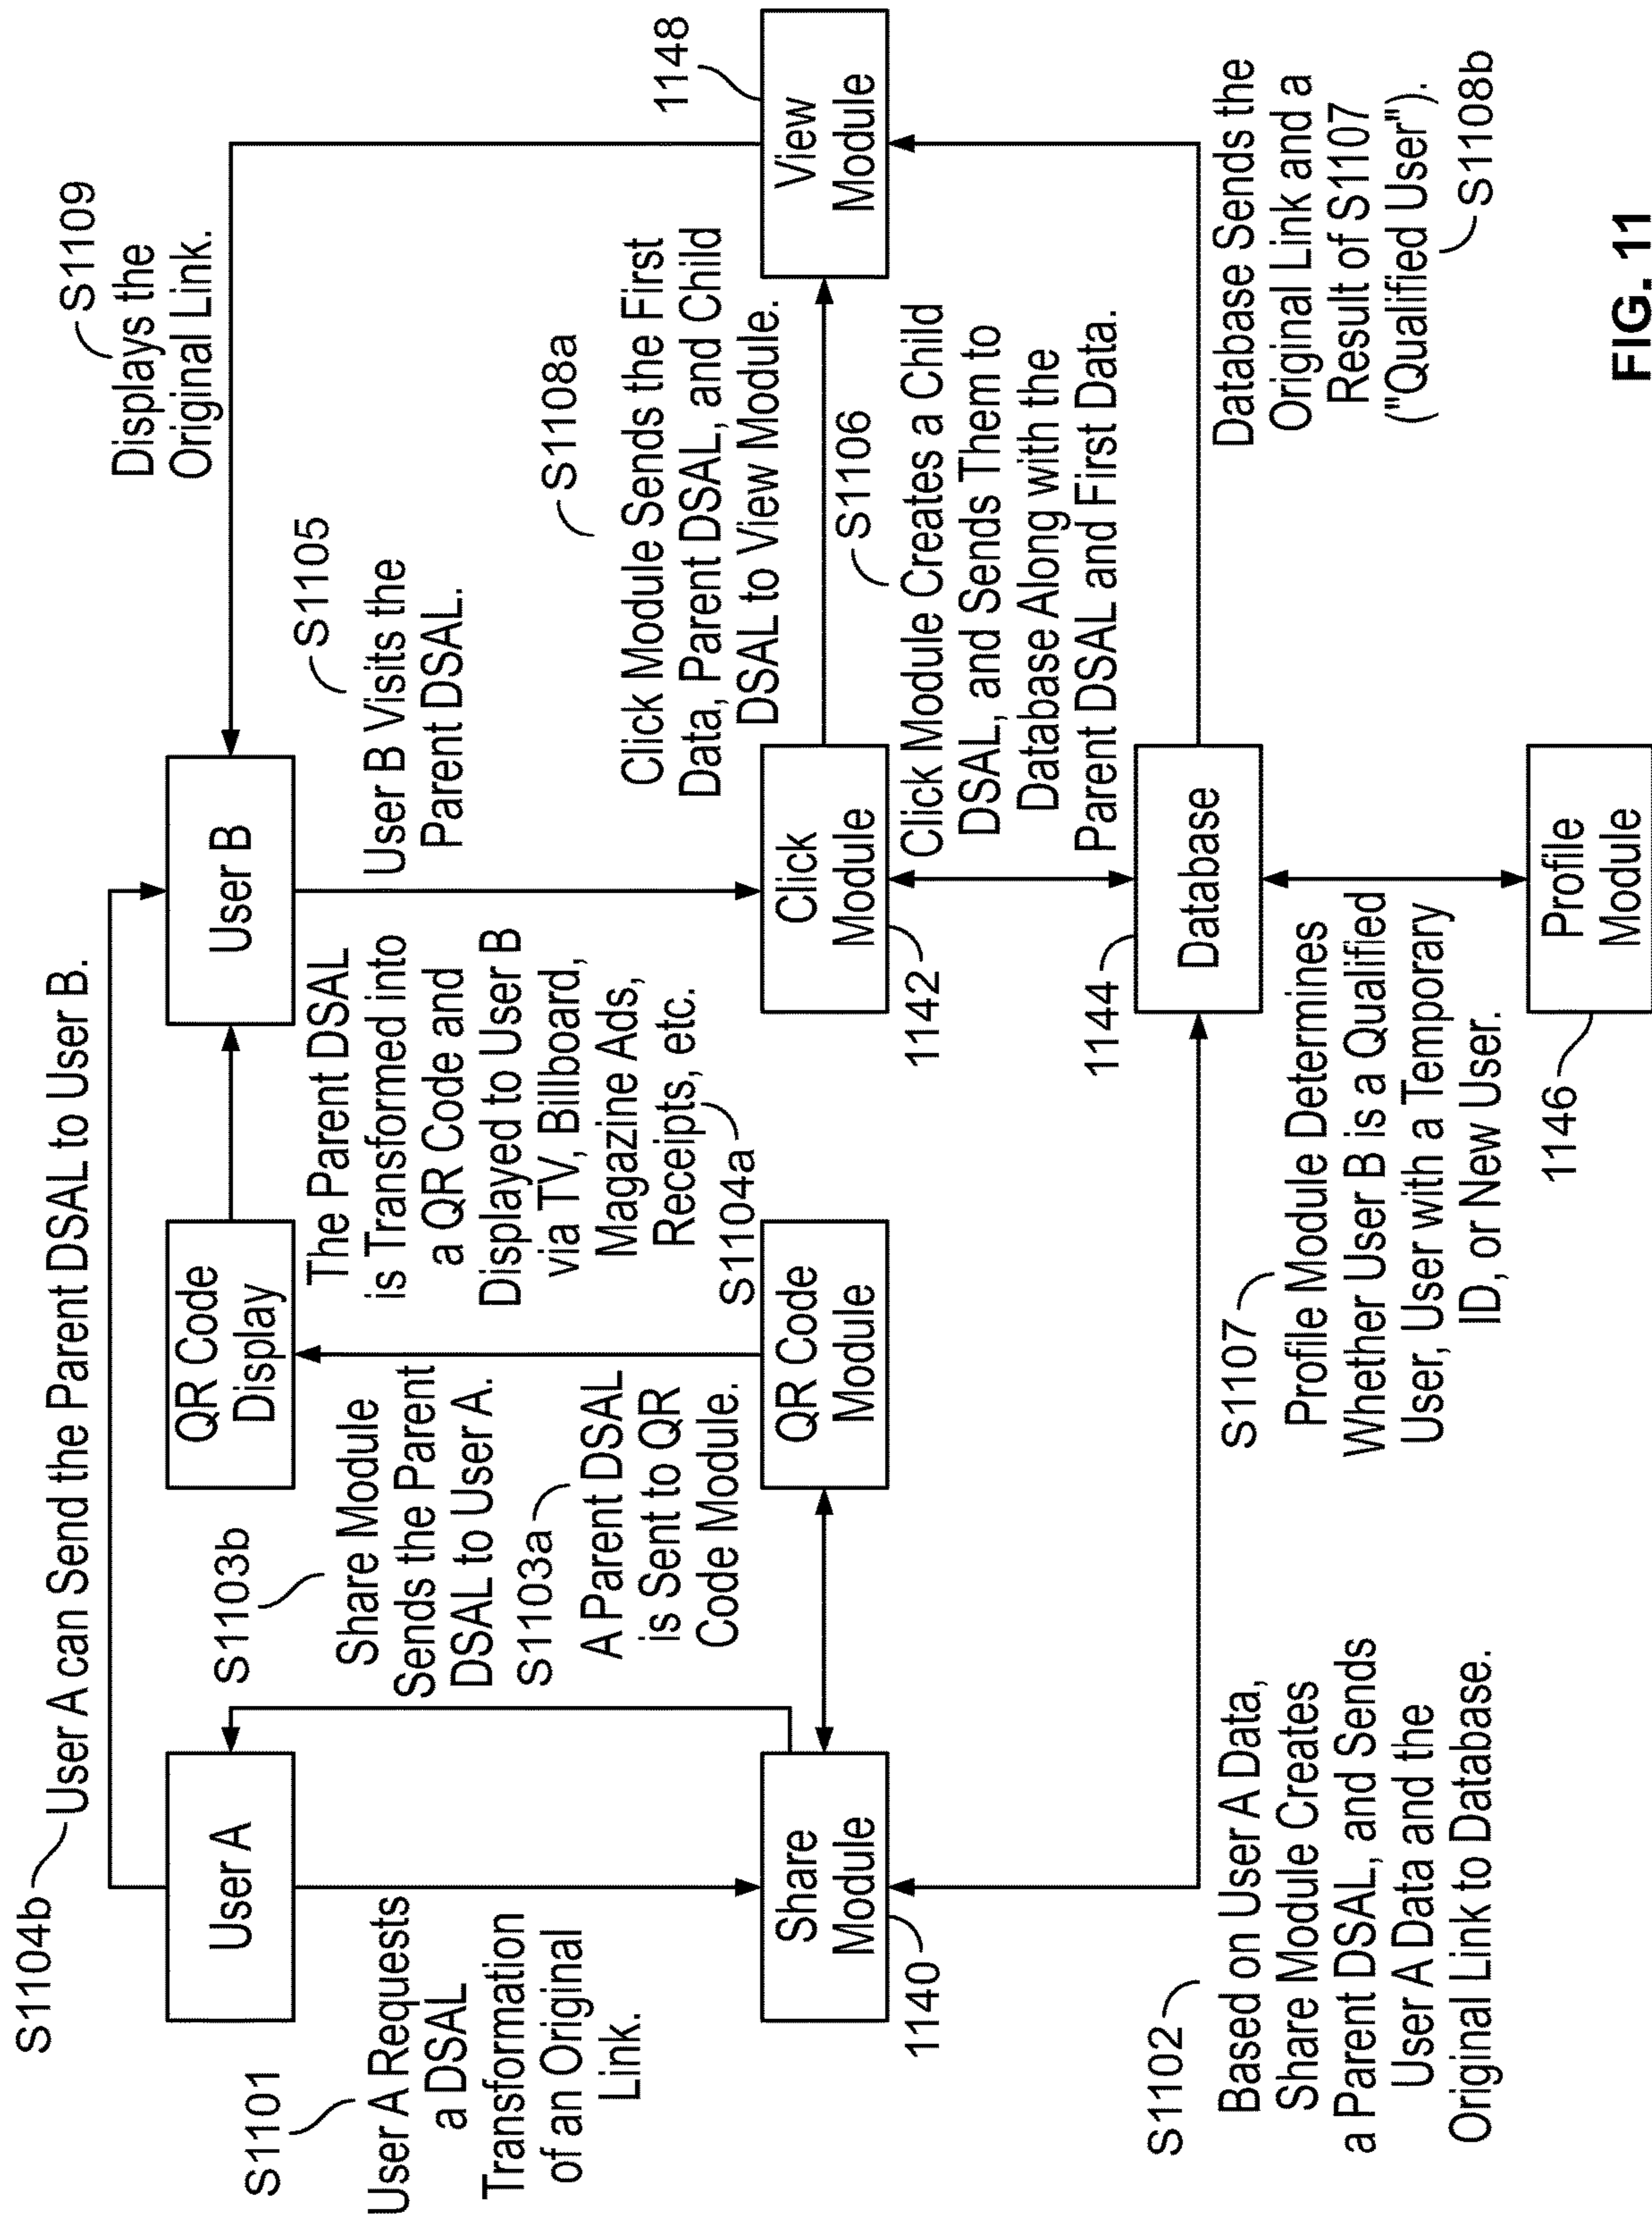 S1104b
User A can Send the Parent DSAL to User B.
S1109
Displays the
Original Link.
User A
QR Code
Display
User B
S1101
User A Requests
a DSAL
Transformation
of an Original
Link.
S1103b
Share Module
Sends the Parent
DSAL to User A.
S1103a
A Parent DSAL
is Sent to QR
Code Module.
The Parent DSAL
is Transformed into
a QR Code and
Displayed to User B
via TV, Billboard,
Magazine Ads,
Receipts, etc.
S1104a
S1105
User B Visits the
Parent DSAL.
S1108a
Click Module Sends the First
Data, Parent DSAL, and Child
DSAL to View Module.
1148
Share
Module
1140
QR Code
Module
Click
Module
1142
View
Module
S1106
Click Module Creates a Child
DSAL, and Sends Them to
Database Along with the
Parent DSAL and First Data.
S1102
Based on User A Data,
Share Module Creates
a Parent DSAL, and Sends
User A Data and the
Original Link to Database.
1144
Database
Database Sends the
Original Link and a
Result of S1107
("Qualified User").
S1108b
S1107
Profile Module Determines
Whether User B is a Qualified
User, User with a Temporary
ID, or New User.
1146
Profile
Module
FIG. 11